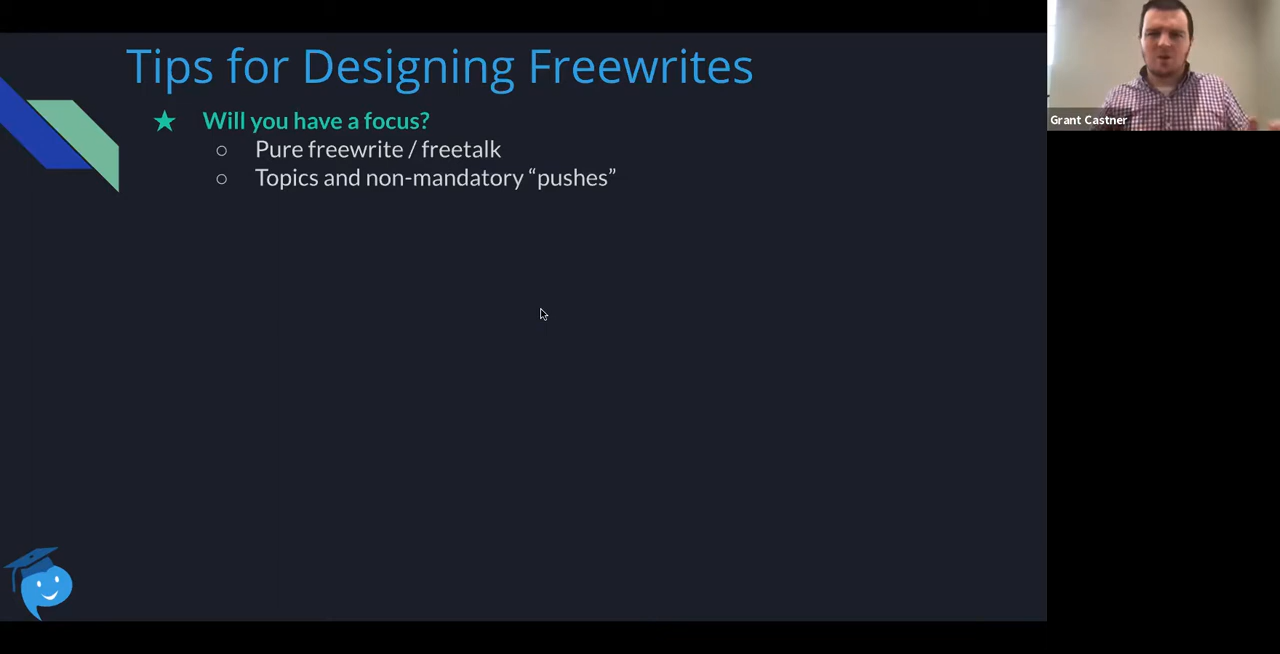 Tips for Designing Freewrites
Will you have a focus?
Pure freewrite / freetalk
Topics and non-mandatory “pushes”
Grant Castner